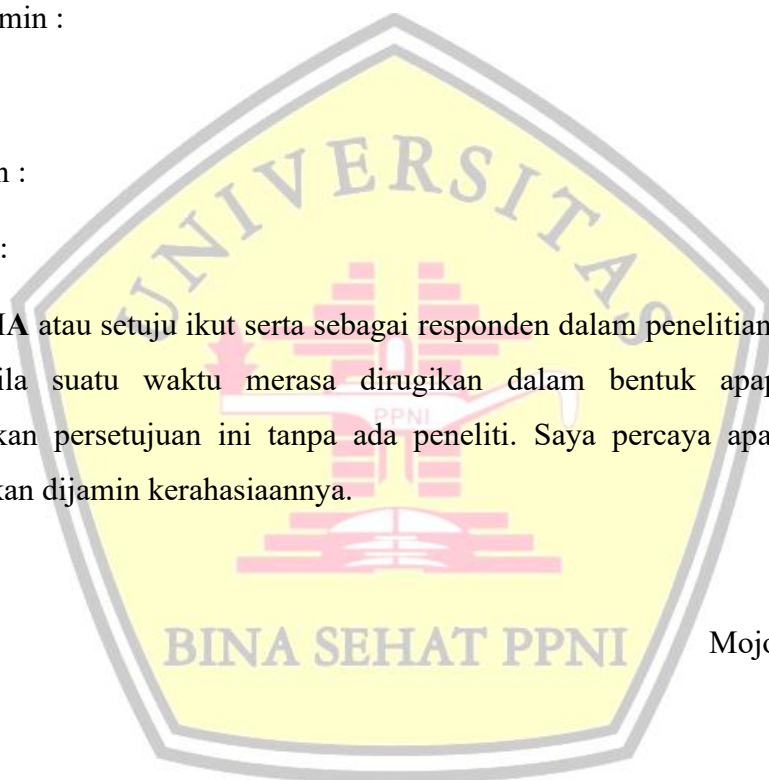 min :
n :
:
UNIVERSITAS
IA atau setuju ikut serta sebagai responden dalam penelitian
ila suatu waktu merasa dirugikan dalam bentuk apap
PPNI
kan persetujuan ini tanpa ada peneliti. Saya percaya apa
kan dijamin kerahasiaannya.
BINA SEHAT PPNI
Mojo